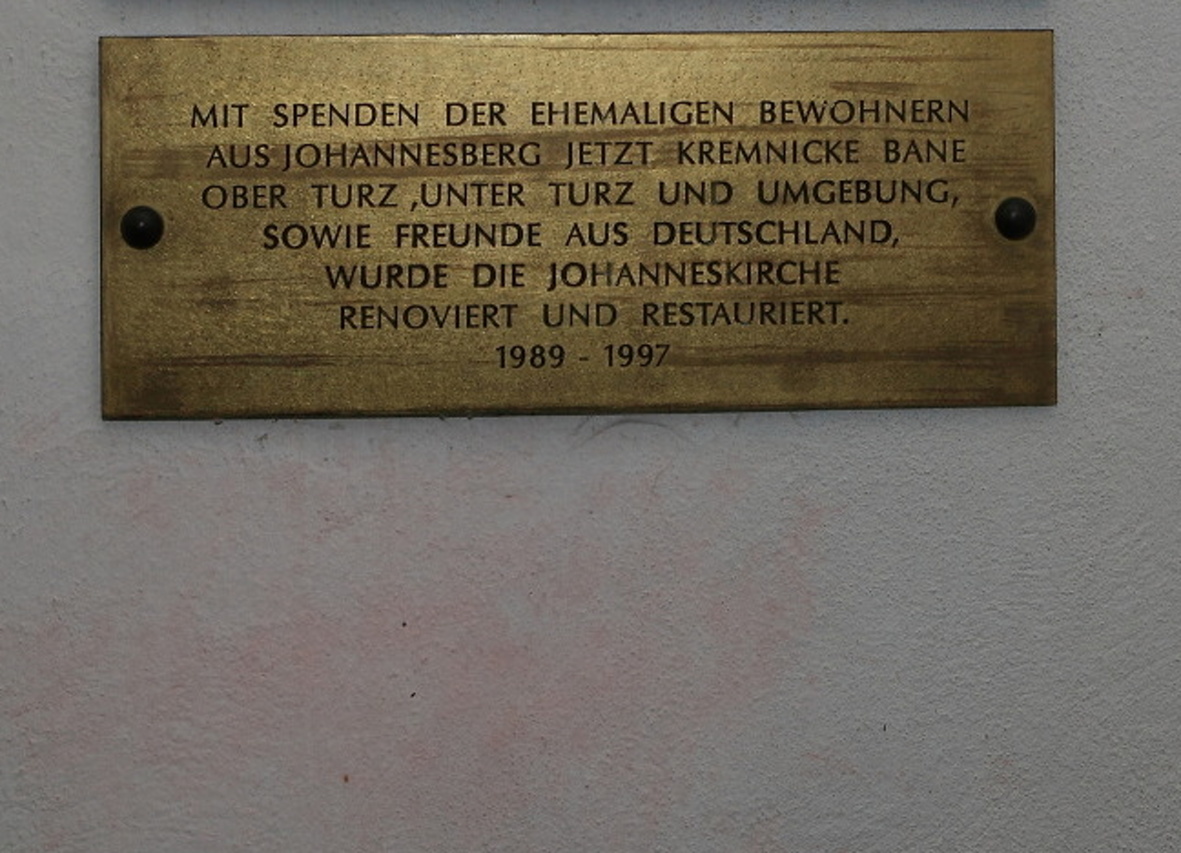 MIT SPENDEN DER EHEMALIGEN BEWOHNERN
AUS JOHANNESBERG JETZT KREMNICKE BANE
OBER TURZ ,UNTER TURZ UND UMGEBUNG,
SOWIE FREUNDE AUS DEUTSCHLAND,
WURDE DIE JOHANNESKIRCHE
RENOVIERT UND RESTAURIERT.
1989 - 1997